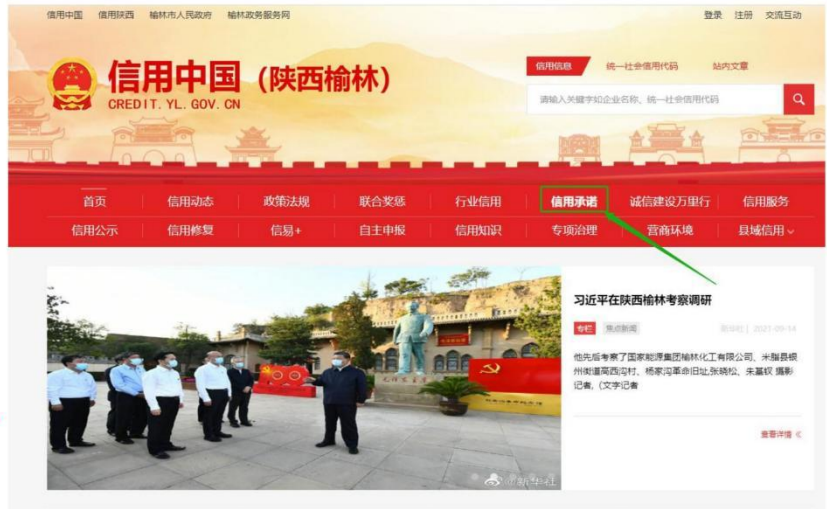 信用中国 信用陕西 榆林市人民政府 榆林政务服务网 登录 注册 交流互动
信用中国（陕西榆林）
CREDIT.YL.GOV.CN
信用信息 统一社会信用代码 站内文章
请输入关键字如企业名称、统一社会信用代码
首页 信用动态 政策法规 联合奖惩 行业信用 信用承诺 诚信建设万里行 信用服务
信用公示 信用修复 信易+ 自主申报 信用知识 专项治理 营商环境 县域信用
习近平在陕西榆林考察调研
专栏 焦点新闻 新华社 | 2021-09-14
他先后考察了国家能源集团榆林化工有限公司、米脂县银
州街道高西沟村、杨家沟革命旧址,张晓松、朱基钗 摄影
记者,（文字记者
查看详情
@新华社